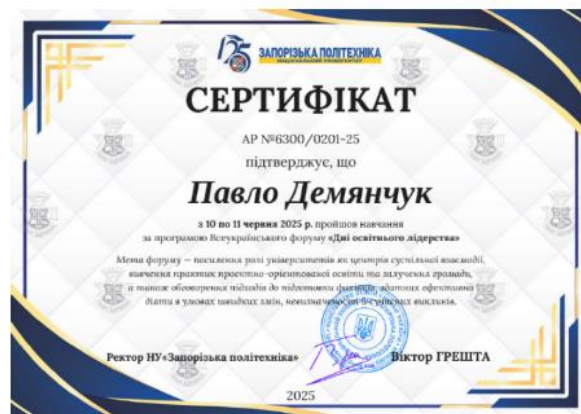 125 ЗАПОРІЗЬКА ПОЛІТЕХНІКА
НАЦІОНАЛЬНИЙ УНІВЕРСИТЕТ
СЕРТИФІКАТ
АР №6300/0201-25
підтверджує, що
Павло Демянчук
з 10 по 11 червня 2025 р. пройшов навчання
за програмою Всеукраїнського форуму «Дні освітнього лідерства»
Мета форуму – посилення ролі університетів як центрів суспільної взаємодії,
вивчення практик проєктно-орієнтованої освіти та залучення громади,
а також обговорення підходів до підготовки фахівців, здатних ефективно
діяти в умовах швидких змін, невизначеності й сучасних викликів.
Ректор НУ«Запорізька політехніка» Віктор ГРЕШТА
2025